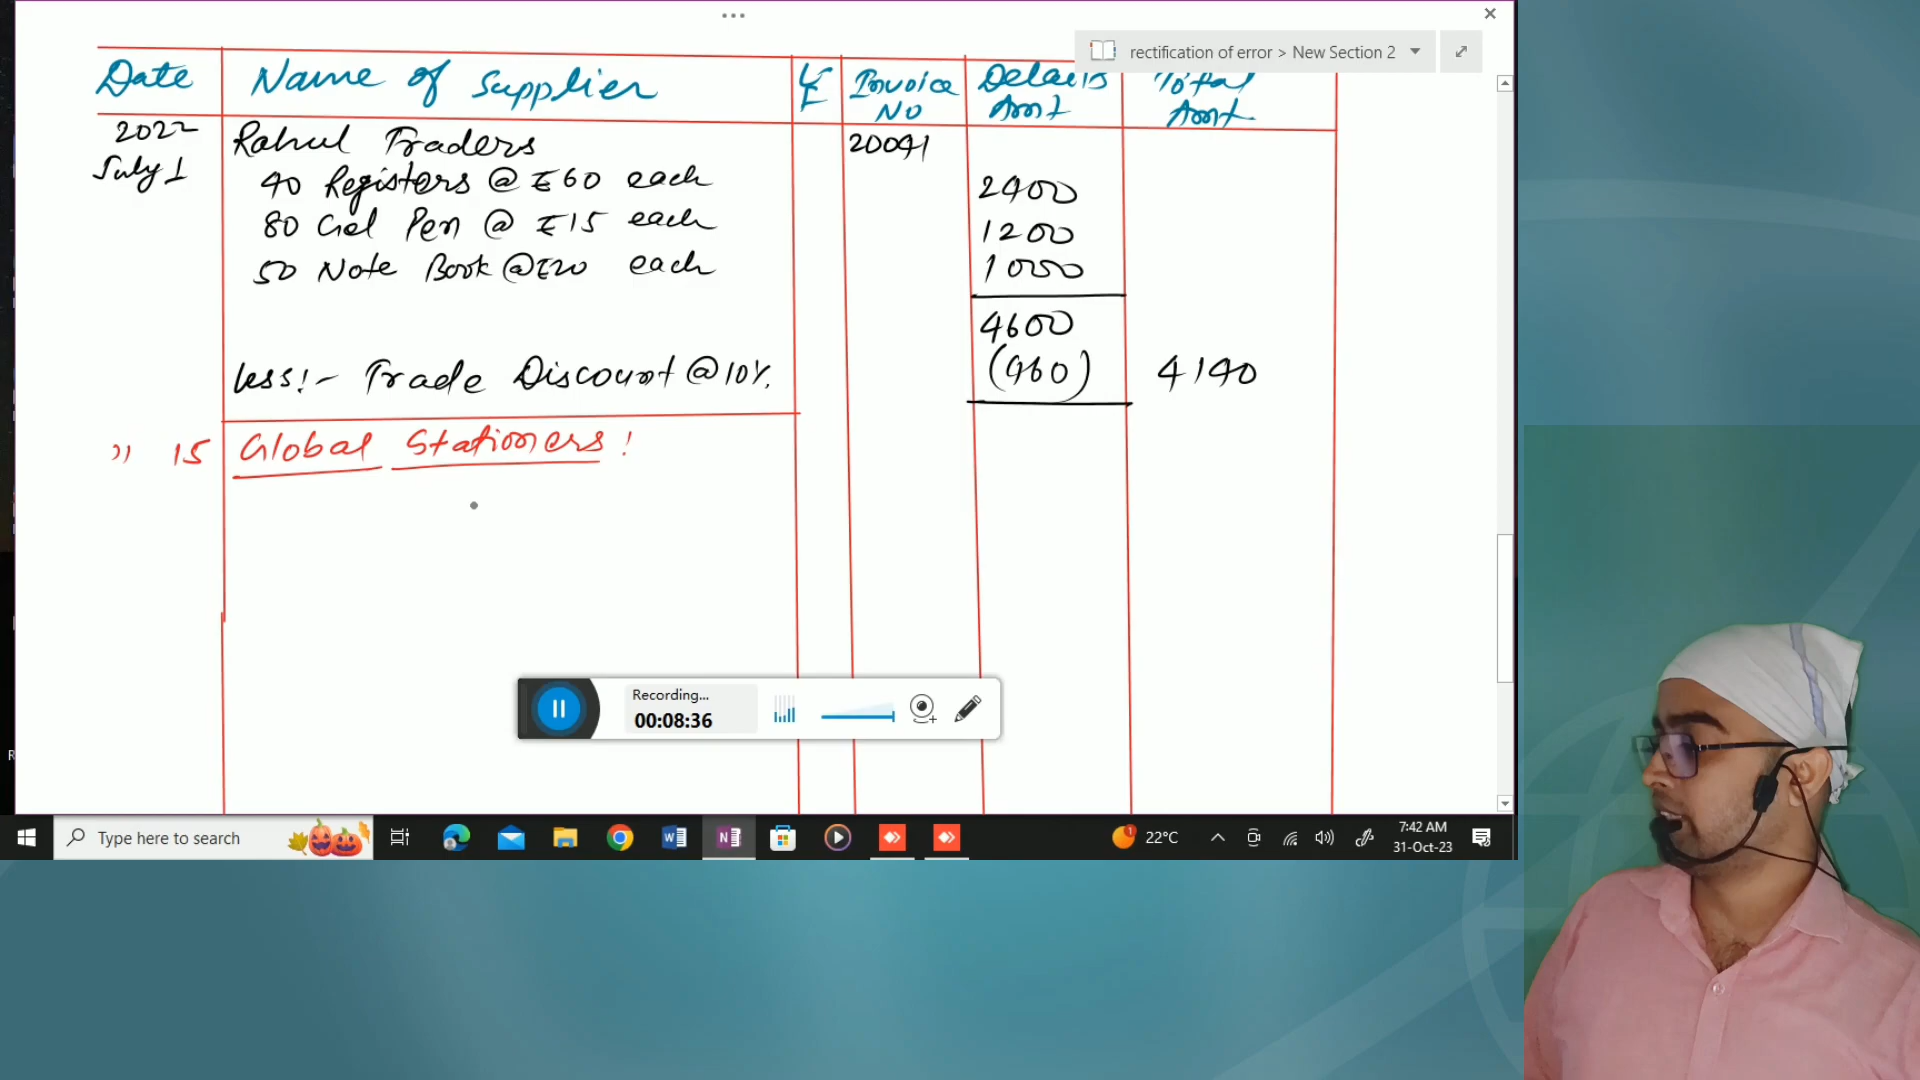 rectification of error > New Section 2
Date Name of Supplier LF Invoice No Details Amt Total Amt
2022 Rahul Traders 20041
July 1 40 Registers @ ₹60 each 2400
80 Gel Pen @ ₹15 each 1200
50 Note Book @ ₹20 each 1000
4600
Less:- Trade Discount @ 10% (460) 4140
" 15 Global Stationers :
Recording...
00:08:36
Type here to search
22°C
7:42 AM
31-Oct-23